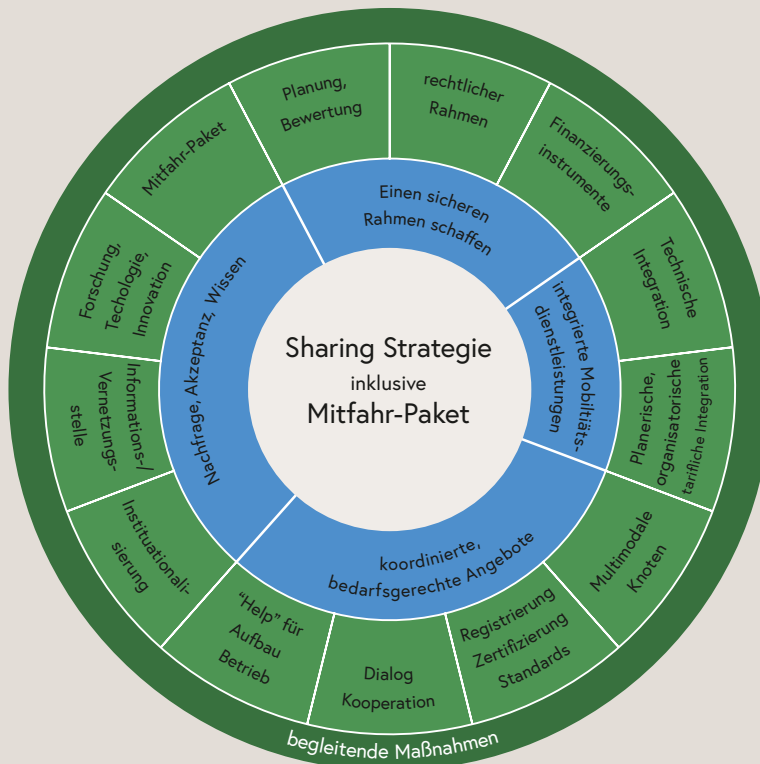 Sharing Strategie
inklusive
Mitfahr-Paket
Einen sicheren
Rahmen schaffen
integrierte Mobiltiäts-
dienstleistungen
koordinierte,
bedarfsgerechte Angebote
Nachfrage, Akzeptanz, Wissen
Planung,
Bewertung
rechtlicher
Rahmen
Finanzierungs-
instrumente
Technische
Integration
Planerische,
organisatorische
tarifliche Integration
Multimodale
Knoten
Registrierung
Zertifizierung
Standards
Dialog
Kooperation
“Help” für
Aufbau
Betrieb
Instituationali-
sierung
Informations-/
Vernetzungs-
stelle
Forschung,
Techologie,
Innovation
Mitfahr-Paket
begleitende Maßnahmen